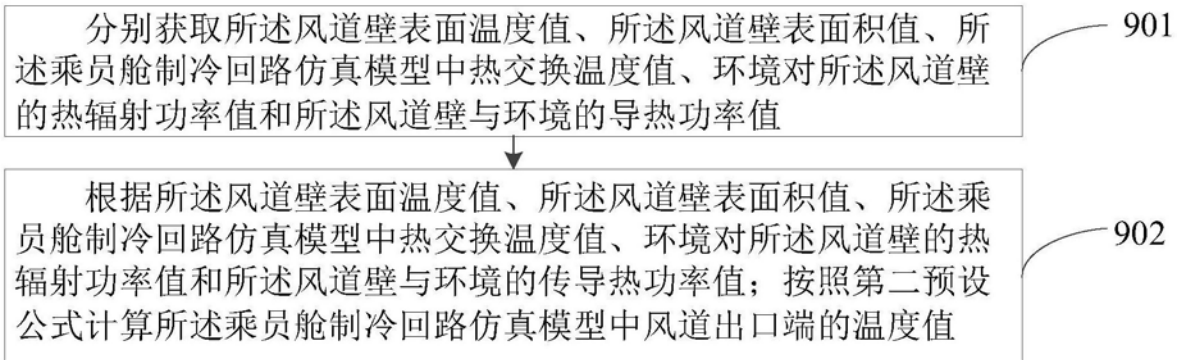 分别获取所述风道壁表面温度值、所述风道壁表面积值、所
述乘员舱制冷回路仿真模型中热交换温度值、环境对所述风道壁
的热辐射功率值和所述风道壁与环境的导热功率值
901
根据所述风道壁表面温度值、所述风道壁表面积值、所述乘
员舱制冷回路仿真模型中热交换温度值、环境对所述风道壁的热
辐射功率值和所述风道壁与环境的传导热功率值；按照第二预设
公式计算所述乘员舱制冷回路仿真模型中风道出口端的温度值
902